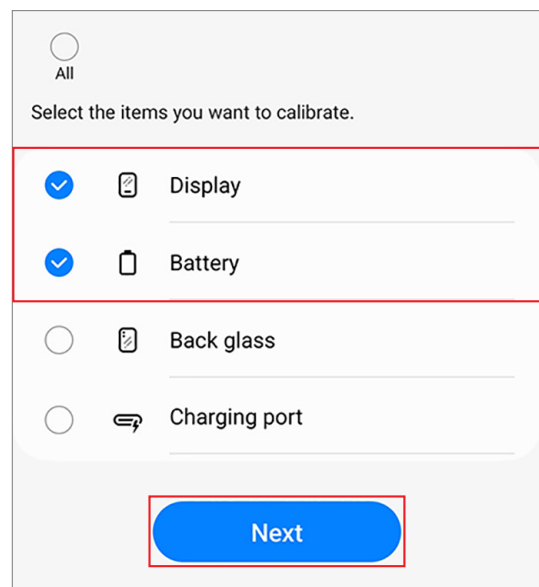 All
Select the items you want to calibrate.
Display
Battery
Back glass
Charging port
Next